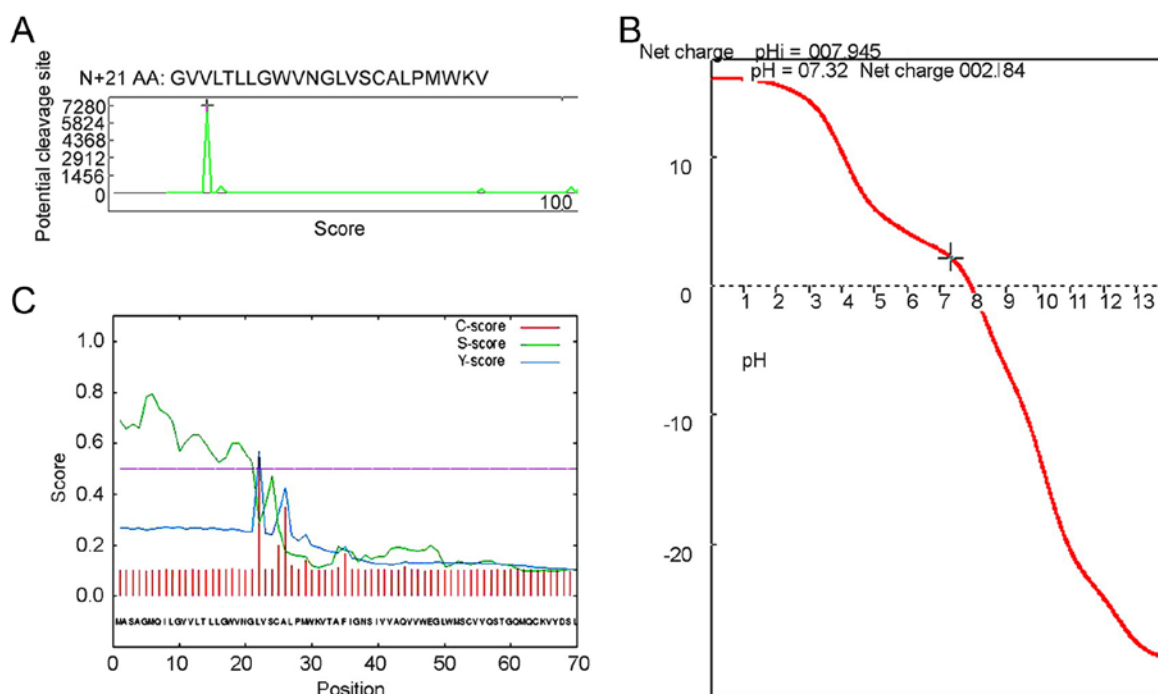 A
N+21 AA: GVVLTLLGWVNGLVSCALPMWKV
Potential cleavage site
7280
5824
4368
2912
1456
0
100
Score
B
Net charge pHi = 007.945
pH = 07.32 Net charge 002.184
10
0
1 2 3 4 5 6 7 8 9 10 11 12 13
pH
-10
-20
C
C-score
S-score
Y-score
Score
1.0
0.8
0.6
0.4
0.2
0.0
MASAGMQILGVVLTLLGWVNGLVSCALPMWKVTAFIGNSIVVAQVVWEGLWMSCVVQSTGQMQCKVYDSL
0 10 20 30 40 50 60 70
Position